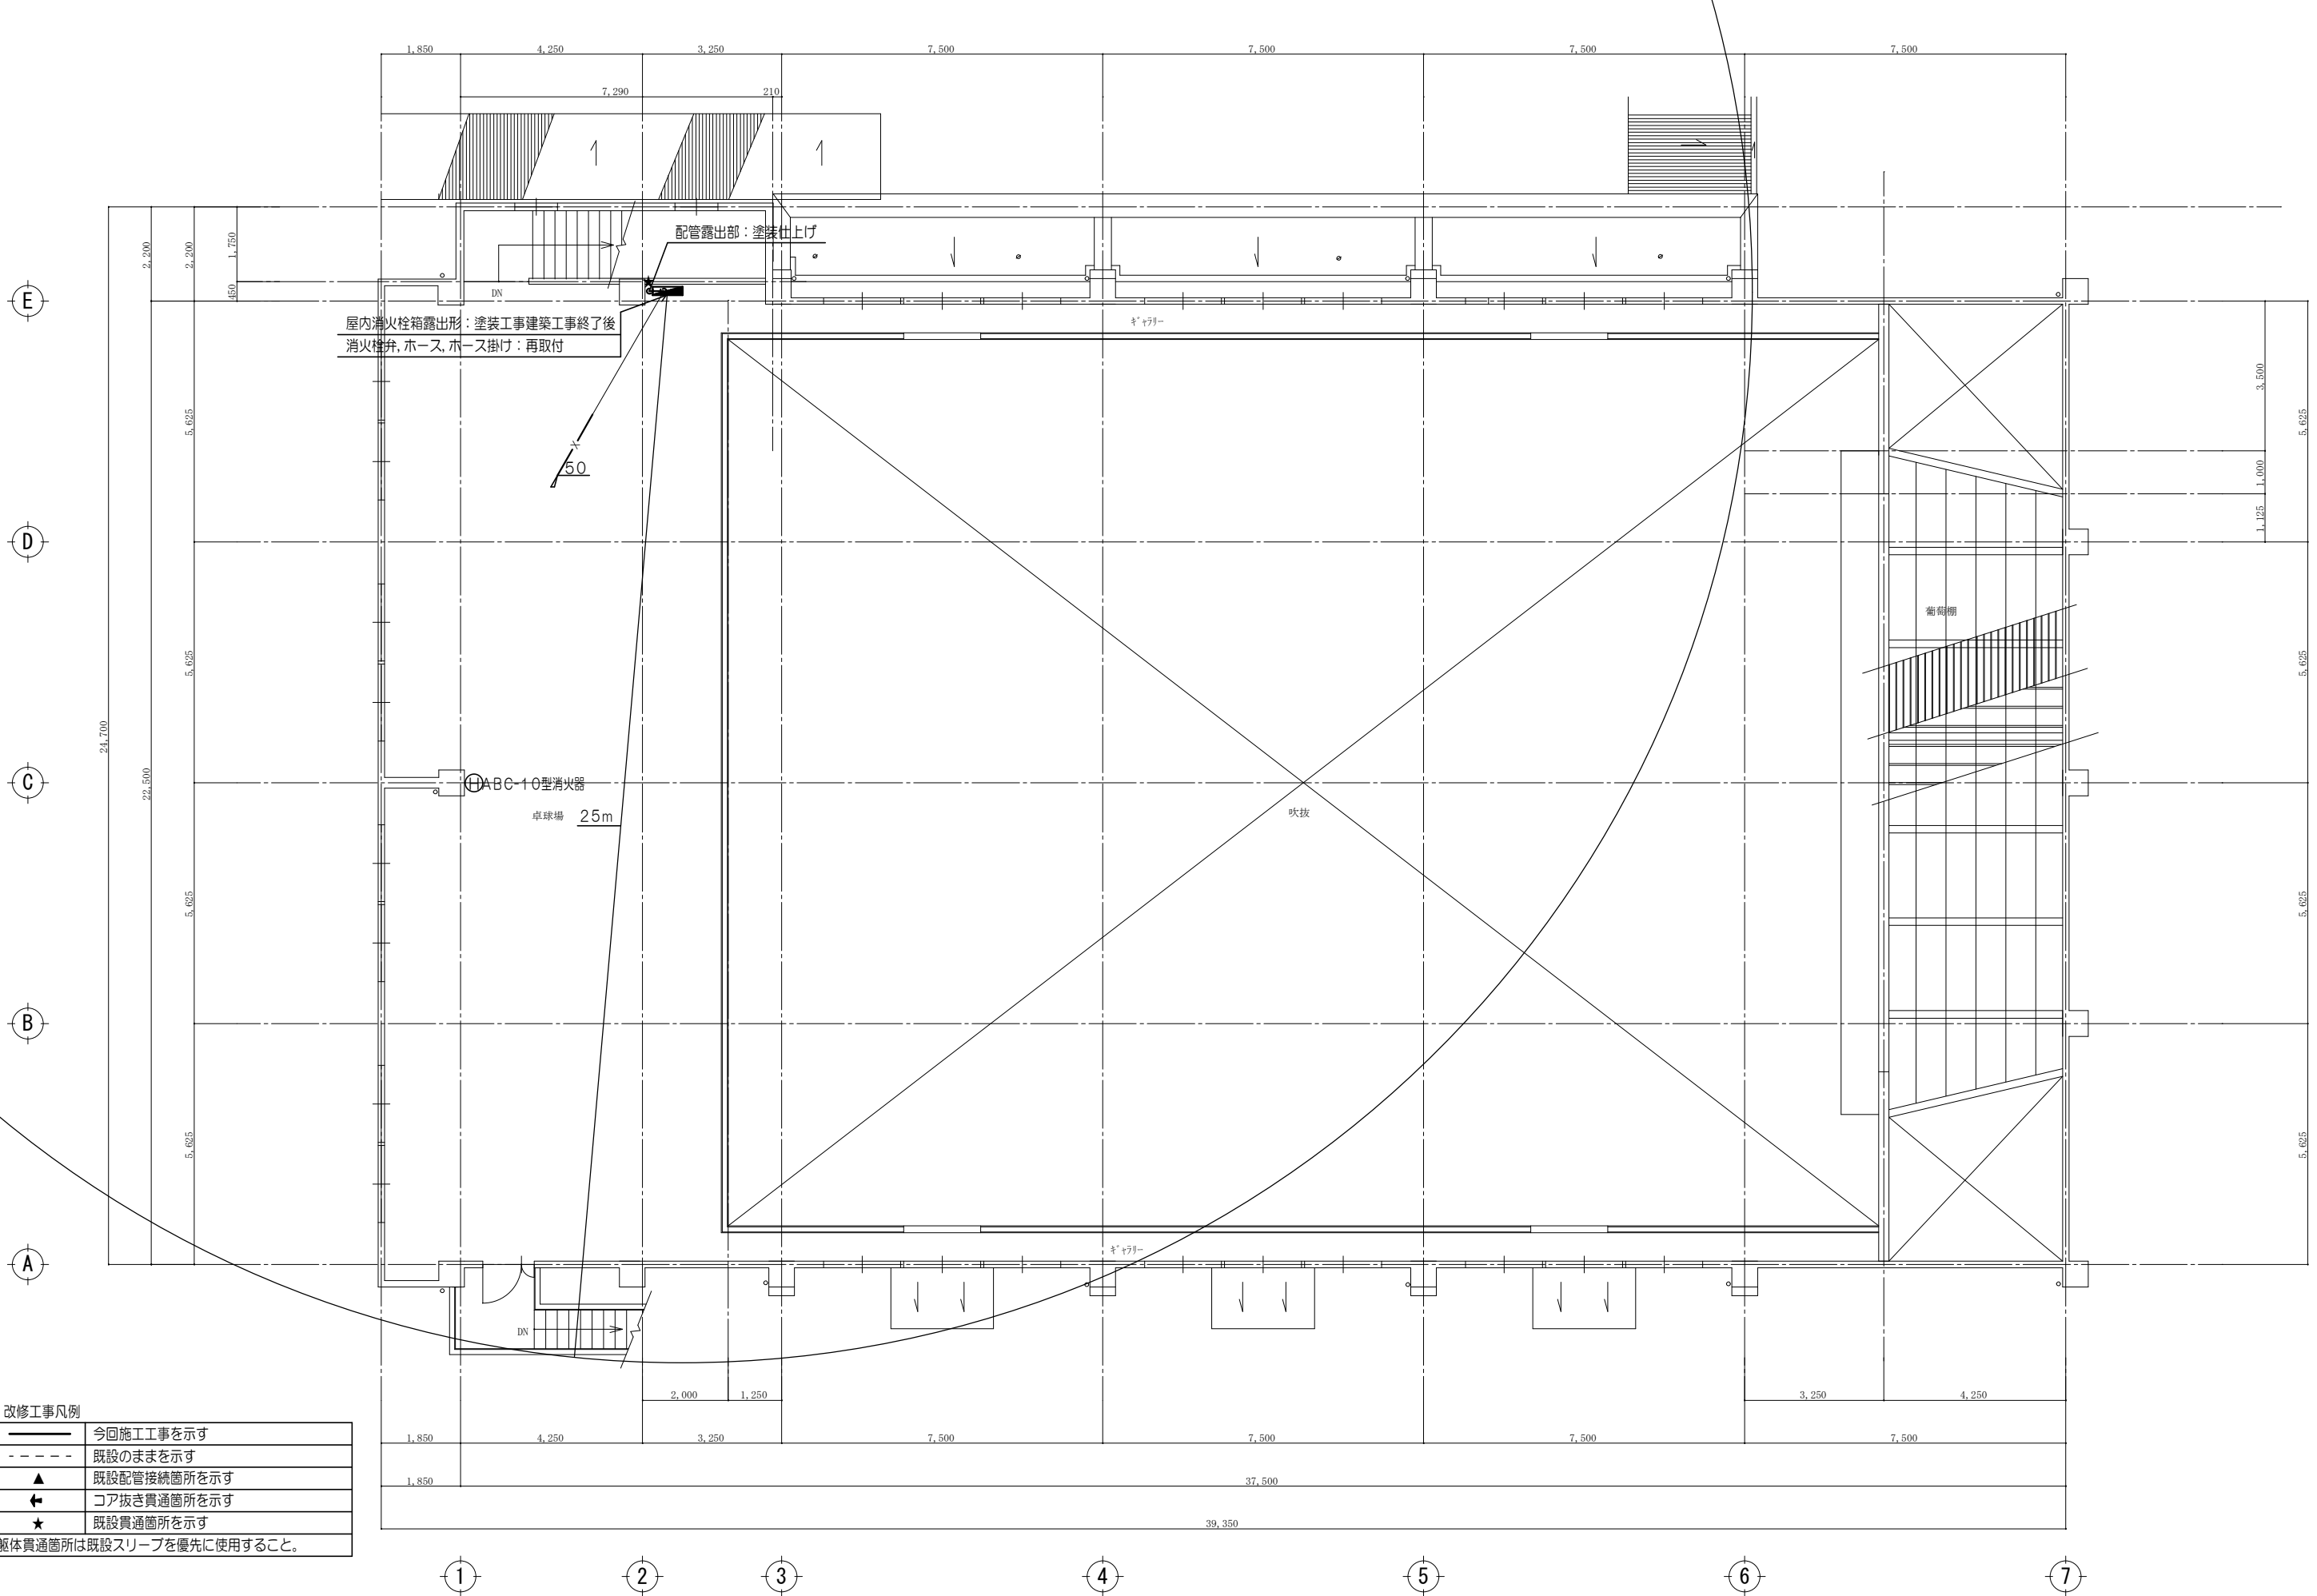 1,850 4,250 3,250 7,500 7,500 7,500 7,500
7,290 210
配管露出部：塗装仕上げ
DN
屋内消火栓箱露出形：塗装工事建築工事終了後
消火栓弁,ホース,ホース掛け：再取付
ｷﾞｬﾗﾘｰ
50
HABC-10型消火器
卓球場 25m
吹抜
葡萄棚
ｷﾞｬﾗﾘｰ
DN
24,700
2,200 22,500
2,200 5,625 5,625 5,625 5,625
1,750 450
3,500 1,000 1,125
5,625 5,625 5,625 5,625
E
D
C
B
A
2,000 1,250 3,250 4,250
1,850 4,250 3,250 7,500 7,500 7,500 7,500
1,850 37,500
39,350
1 2 3 4 5 6 7
改修工事凡例
今回施工工事を示す
既設のままを示す
▲ 既設配管接続箇所を示す
コア抜き貫通箇所を示す
★ 既設貫通箇所を示す
躯体貫通箇所は既設スリーブを優先に使用すること。